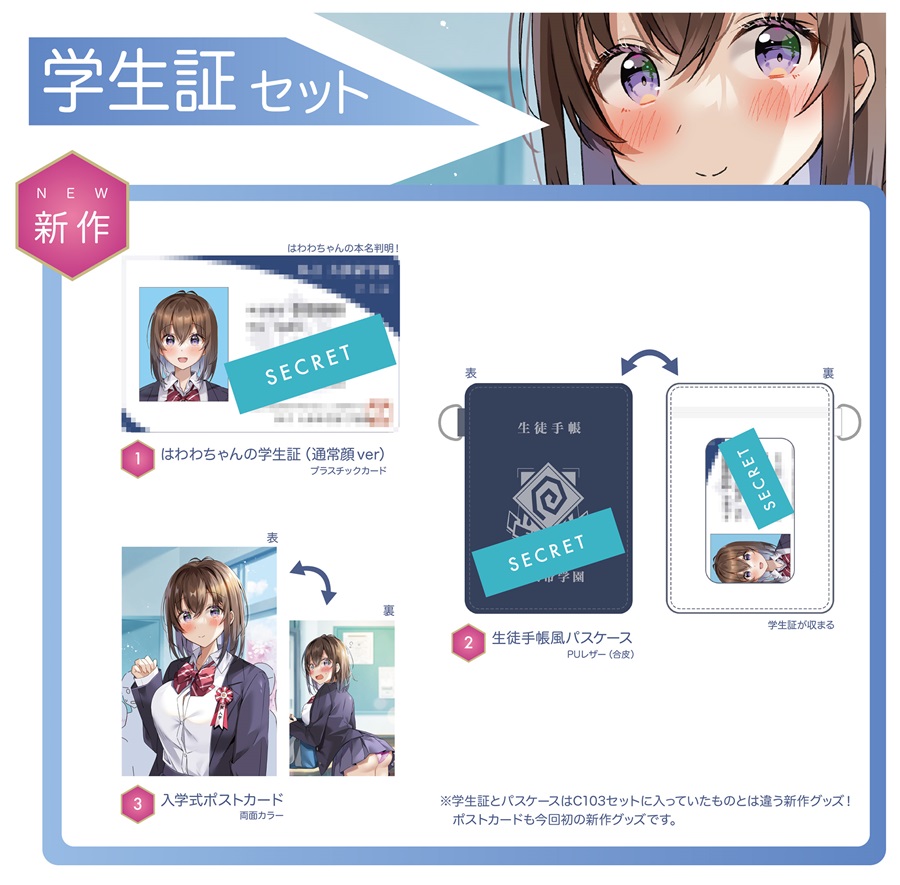 学生証 セット
NEW
新作
はわわちゃんの本名判明！
SECRET
1 はわわちゃんの学生証（通常顔ver）
プラスチックカード
表
裏
生徒手帳
SECRET
学園
SECRET
学生証が収まる
2 生徒手帳風パスケース
PUレザー（合皮）
表
裏
3 入学式ポストカード
両面カラー
※学生証とパスケースはC103セットに入っていたものとは違う新作グッズ！
ポストカードも今回初の新作グッズです。